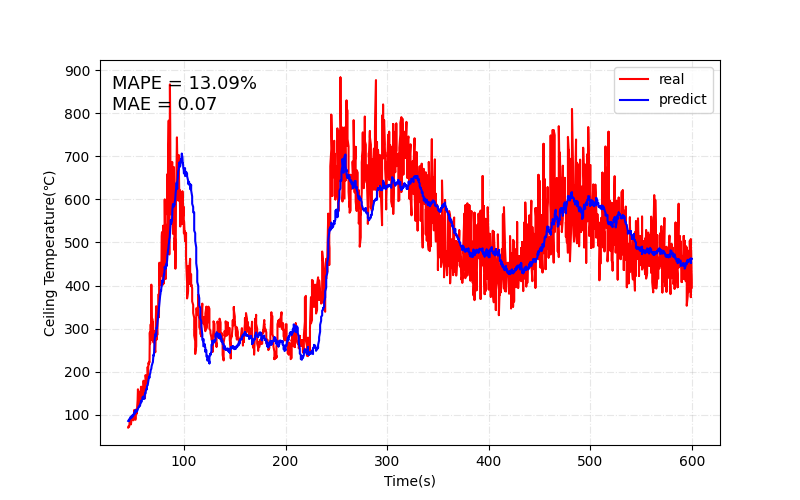 MAPE = 13.09%
MAE = 0.07
real
predict
Ceiling Temperature(℃)
900
800
700
600
500
400
300
200
100
100 200 300 400 500 600
Time(s)